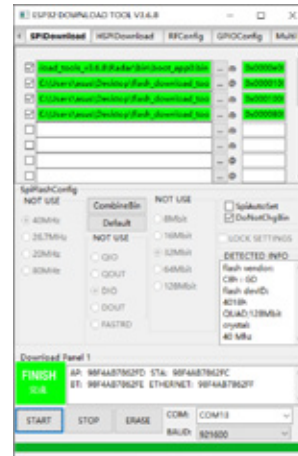 ESP32 DOWNLOAD TOOL V3.6.8
SPIDownload HSPIDownload RFConfig GPIOConfig Multi
SpiFlashConfig
NOT USE
40MHz
26.7MHz
20MHz
80MHz
CombineBin
Default
NOT USE
QIO
QOUT
DIO
DOUT
FASTRD
NOT USE
8Mbit
16Mbit
32Mbit
64Mbit
128Mbit
SpiAutoSet
DoNotChgBin
LOCK SETTINGS
DETECTED INFO
flash vendor:
C8h : GD
flash devID:
4018h
QUAD;128Mbit
crystal:
40 Mhz
Download Panel 1
FINISH
完成
AP: 98F4AB7862FD STA: 98F4AB7862FC
BT: 98F4AB7862FE ETHERNET: 98F4AB7862FF
START STOP ERASE
COM: COM10
BAUD: 921600